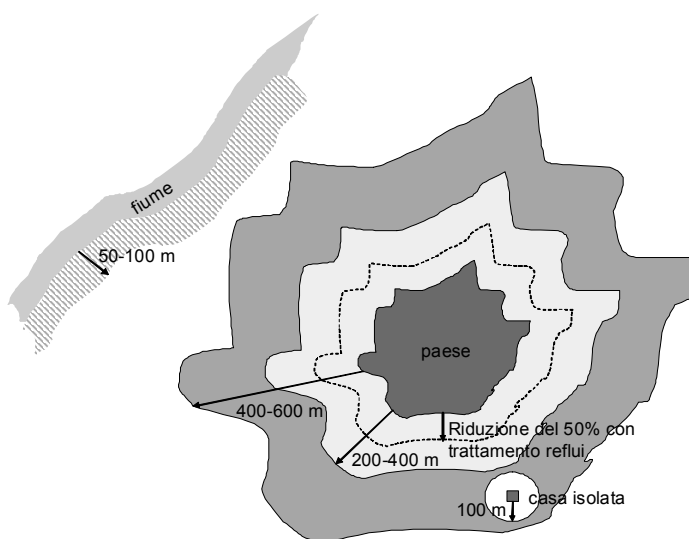 fiume
50-100 m
paese
400-600 m
Riduzione del 50% con
trattamento reflui
200-400 m
casa isolata
100 m